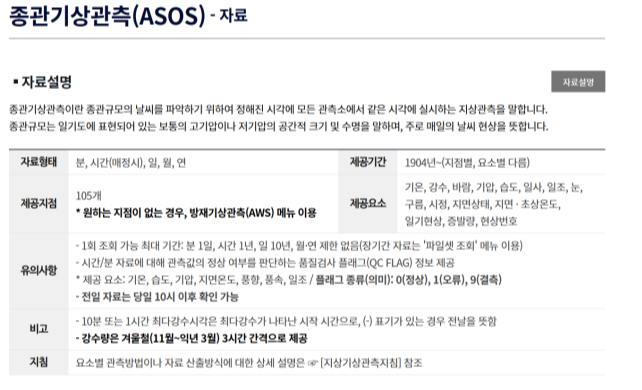 종관기상관측(ASOS) - 자료
▪ 자료설명
자료설명
종관기상관측이란 종관규모의 날씨를 파악하기 위하여 정해진 시각에 모든 관측소에서 같은 시각에 실시하는 지상관측을 말합니다.
종관규모는 일기도에 표현되어 있는 보통의 고기압이나 저기압의 공간적 크기 및 수명을 말하며, 주로 매일의 날씨 현상을 뜻합니다.
자료형태 분, 시간(매정시), 일, 월, 연 제공기간 1904년~(지점별, 요소별 다름)
제공지점
105개
* 원하는 지점이 없는 경우, 방재기상관측(AWS) 메뉴 이용
제공요소
기온, 강수, 바람, 기압, 습도, 일사, 일조, 눈,
구름, 시정, 지면상태, 지면 · 초상온도,
일기현상, 증발량, 현상번호
유의사항
- 1회 조회 가능 최대 기간: 분 1일, 시간 1년, 일 10년, 월·연 제한 없음(장기간 자료는 '파일셋 조회' 메뉴 이용)
- 시간/분 자료에 대해 관측값의 정상 여부를 판단하는 품질검사 플래그(QC FLAG) 정보 제공
* 제공 요소: 기온, 습도, 기압, 지면온도, 풍향, 풍속, 일조 / 플래그 종류(의미): 0(정상), 1(오류), 9(결측)
- 전일 자료는 당일 10시 이후 확인 가능
비고
- 10분 또는 1시간 최다강수시각은 최다강수가 나타난 시작 시간으로, (-) 표기가 있는 경우 전날을 뜻함
- 강수량은 겨울철(11월~익년 3월) 3시간 간격으로 제공
지침 요소별 관측방법이나 자료 산출방식에 대한 상세 설명은 ☞ [지상기상관측지침] 참조